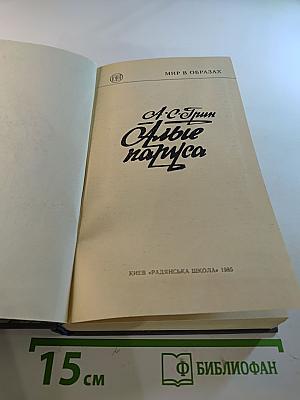 МИР В ОБРАЗАХ
А·С·Грин
Алые
паруса
КИЕВ «РАДЯНСЬКА ШКОЛА» 1985
15 см
БИБЛИОФАН